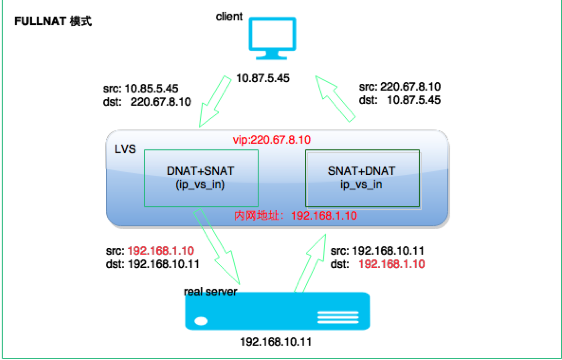 FULLNAT 模式
client
10.87.5.45
src: 10.85.5.45
dst: 220.67.8.10
src: 220.67.8.10
dst: 10.87.5.45
vip:220.67.8.10
LVS
DNAT+SNAT
(ip_vs_in)
SNAT+DNAT
ip_vs_in
内网地址：192.168.1.10
src: 192.168.1.10
dst: 192.168.10.11
src: 192.168.10.11
dst: 192.168.1.10
real server
192.168.10.11